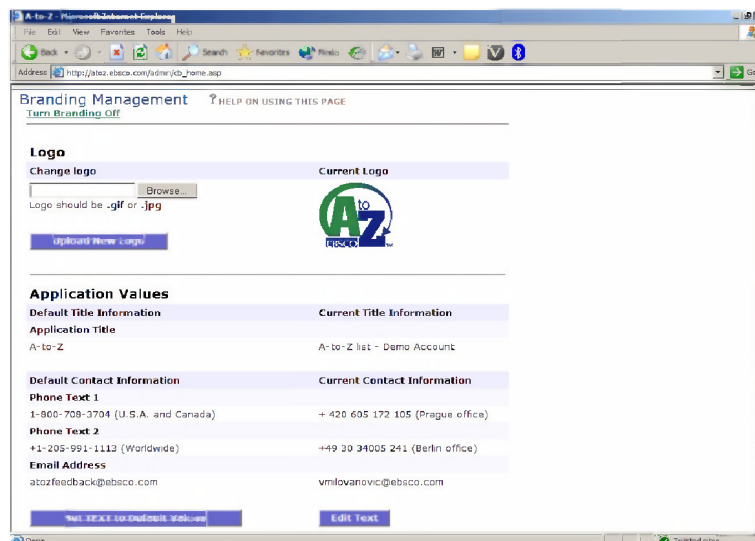 A-to-Z - Microsoft Internet Explorer
File Edit View Favorites Tools Help
Back Search Favorites Media
Address http://atoz.ebsco.com/admin/cb_home.asp Go
Branding Management ? HELP ON USING THIS PAGE
Turn Branding Off
Logo
Change logo Current Logo
Browse...
Logo should be .gif or .jpg
A to Z
EBSCO
Upload New Logo
Application Values
Default Title Information Current Title Information
Application Title
A-to-Z A-to-Z list - Demo Account
Default Contact Information Current Contact Information
Phone Text 1
1-800-708-3704 (U.S.A. and Canada) + 420 605 172 105 (Prague office)
Phone Text 2
+1-205-991-1113 (Worldwide) +49 30 34005 241 (Berlin office)
Email Address
atozfeedback@ebsco.com vmilovanovic@ebsco.com
Set TEXT to Default Values Edit Text
Done Trusted sites